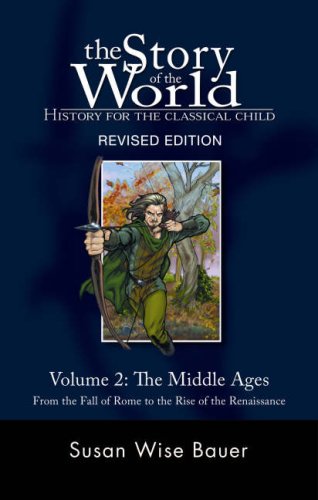 the Story
of the
World
HISTORY FOR THE CLASSICAL CHILD
REVISED EDITION
Volume 2: The Middle Ages
From the Fall of Rome to the Rise of the Renaissance
Susan Wise Bauer